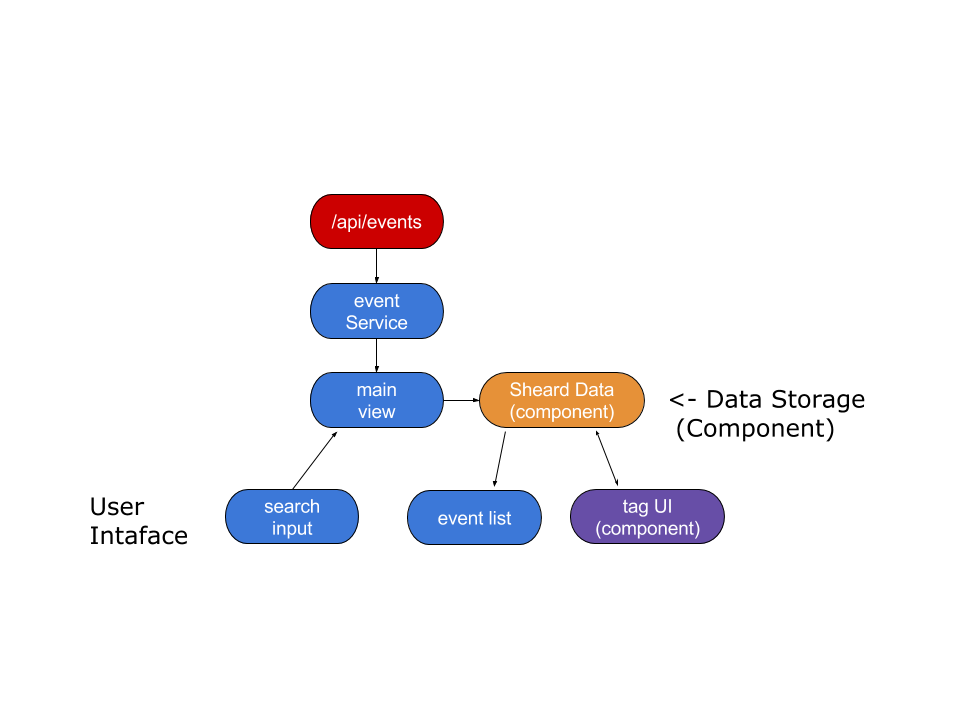 /api/events
event
Service
main
view
Sheard Data
(component)
<- Data Storage
(Component)
User
Intaface
search
input
event list
tag UI
(component)